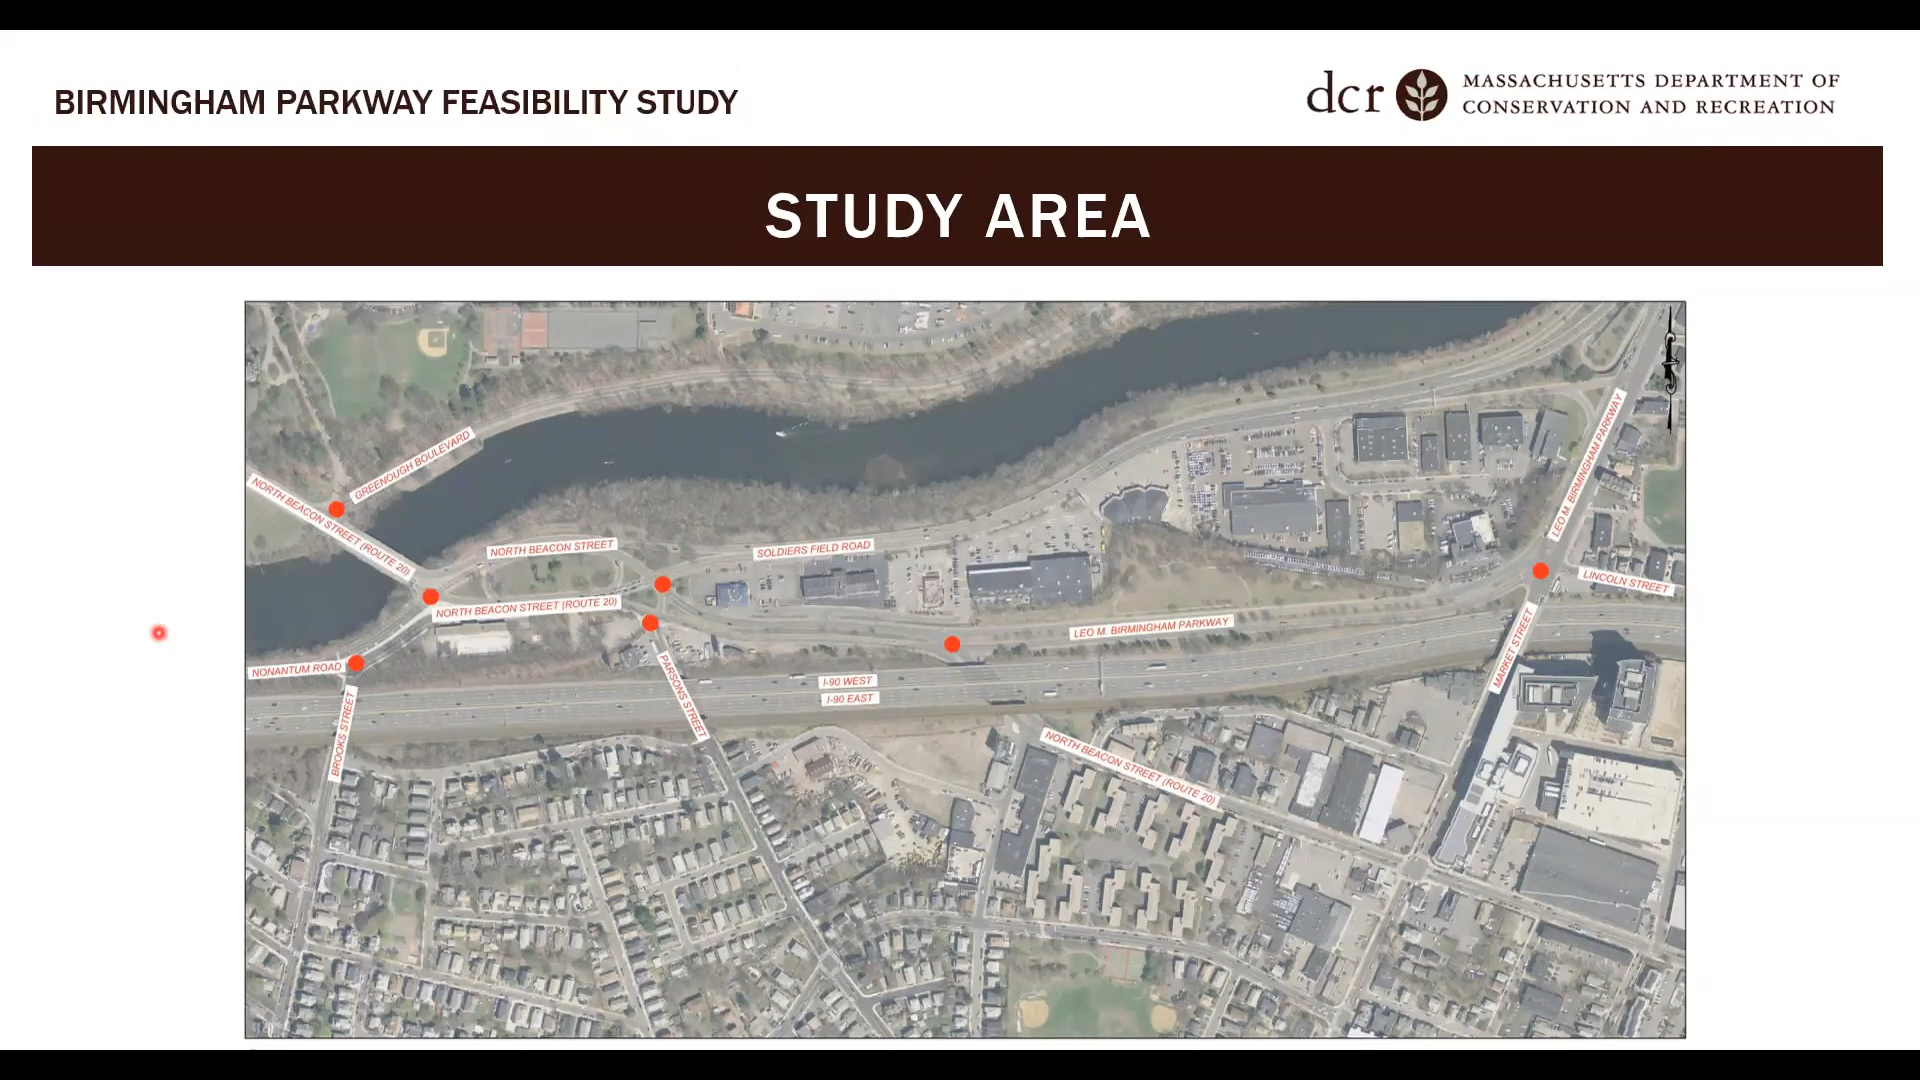 BIRMINGHAM PARKWAY FEASIBILITY STUDY
dcr
MASSACHUSETTS DEPARTMENT OF
CONSERVATION AND RECREATION
STUDY AREA
GREENOUGH BOULEVARD
NORTH BEACON STREET (ROUTE 20)
NORTH BEACON STREET
SOLDIERS FIELD ROAD
LEO M. BIRMINGHAM PARKWAY
LINCOLN STREET
NORTH BEACON STREET (ROUTE 20)
LEO M. BIRMINGHAM PARKWAY
MARKET STREET
NONANTUM ROAD
BROOKS STREET
PARSONS STREET
I-90 WEST
I-90 EAST
NORTH BEACON STREET (ROUTE 20)